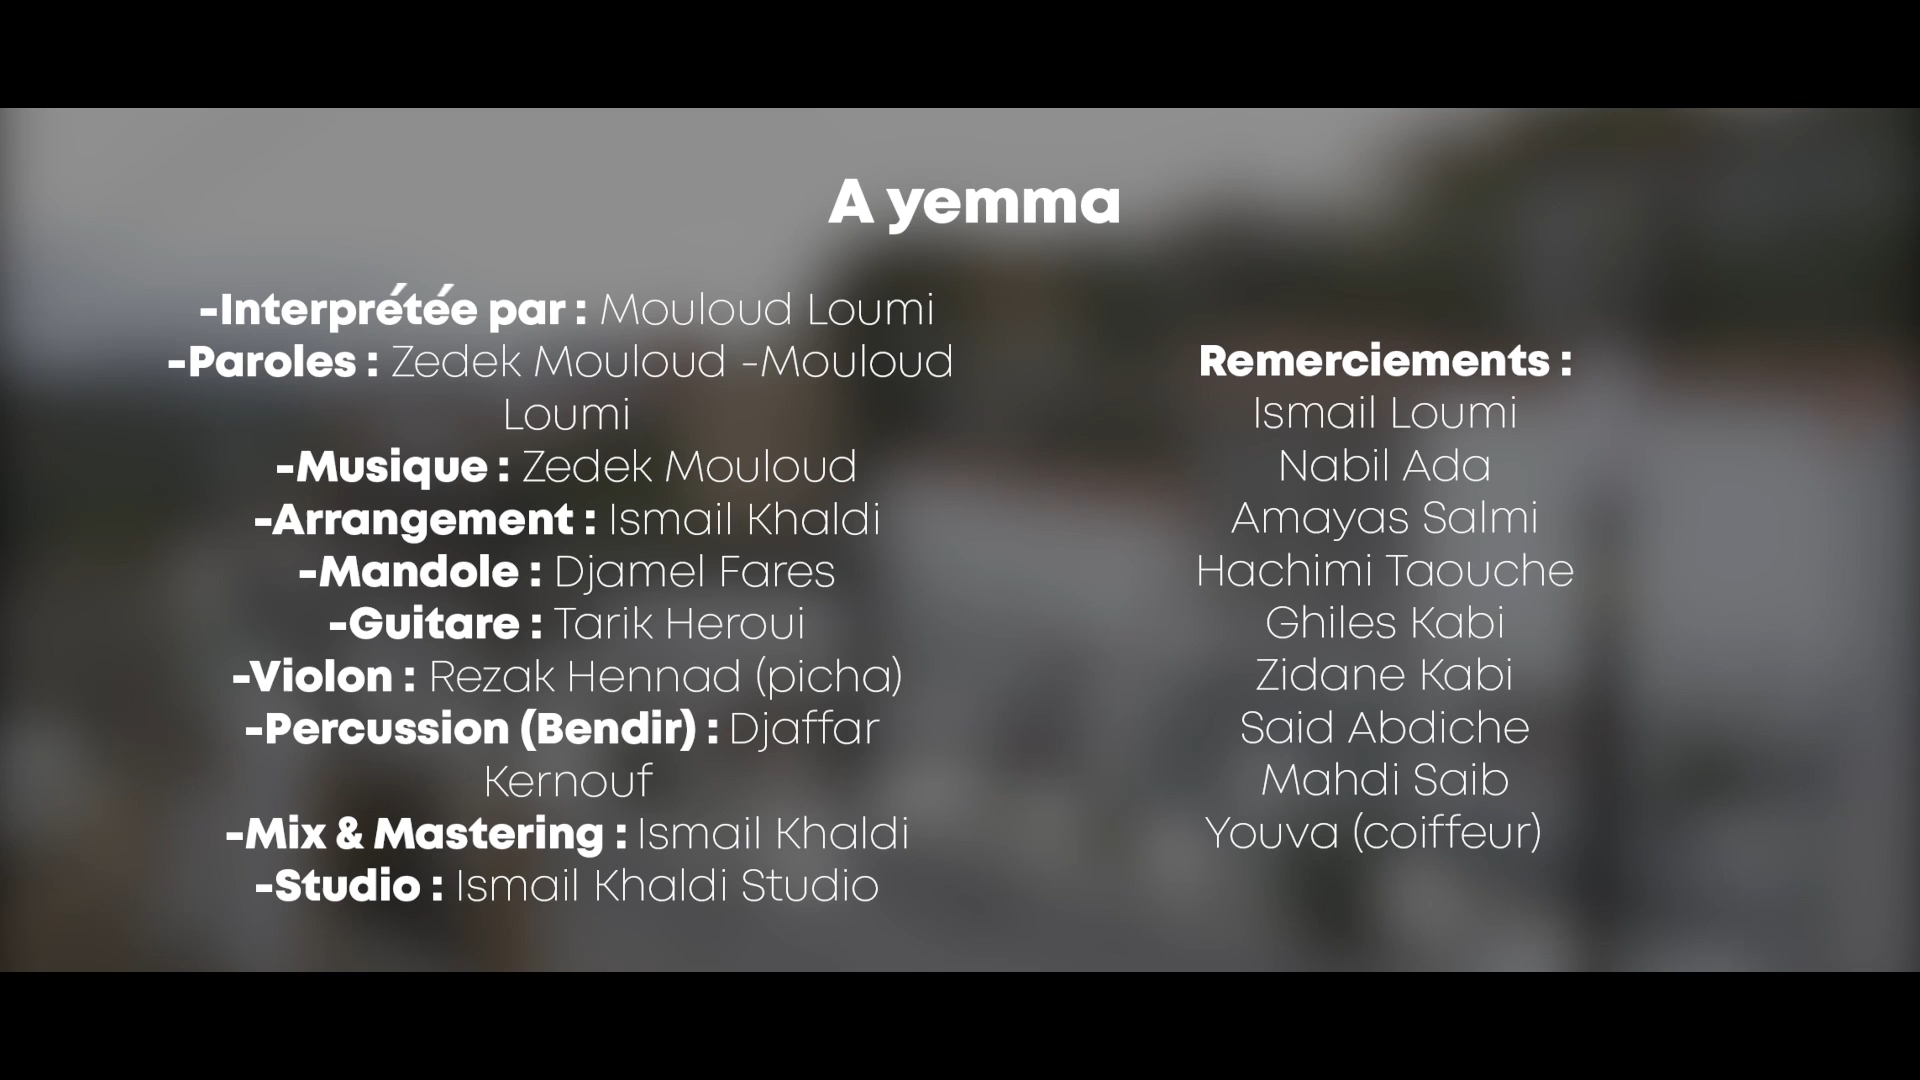 A yemma
-Interprétée par : Mouloud Loumi
-Paroles : Zedek Mouloud -Mouloud
Loumi
-Musique : Zedek Mouloud
-Arrangement : Ismail Khaldi
-Mandole : Djamel Fares
-Guitare : Tarik Heroui
-Violon : Rezak Hennad (picha)
-Percussion (Bendir) : Djaffar
Kernouf
-Mix & Mastering : Ismail Khaldi
-Studio : Ismail Khaldi Studio
Remerciements :
Ismail Loumi
Nabil Ada
Amayas Salmi
Hachimi Taouche
Ghiles Kabi
Zidane Kabi
Said Abdiche
Mahdi Saib
Youva (coiffeur)